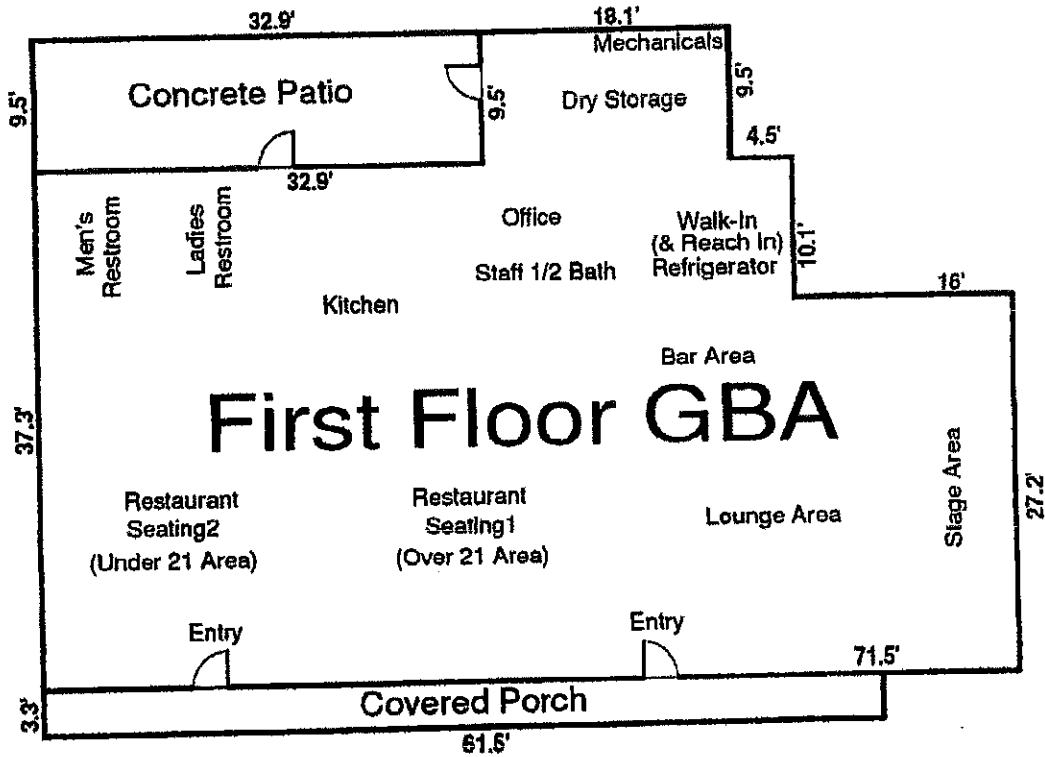 32.9'
18.1'
Mechanicals
9.5'
Concrete Patio
9.5'
Dry Storage
9.5'
4.5'
32.9'
Men's
Restroom
Ladies
Restroom
Office
Walk-In
(& Reach In)
Refrigerator
10.1'
Staff 1/2 Bath
Kitchen
16'
Bar Area
First Floor GBA
37.3'
Stage Area
27.2'
Restaurant
Seating2
(Under 21 Area)
Restaurant
Seating1
(Over 21 Area)
Lounge Area
Entry
Entry
71.5'
3.3'
Covered Porch
61.5'